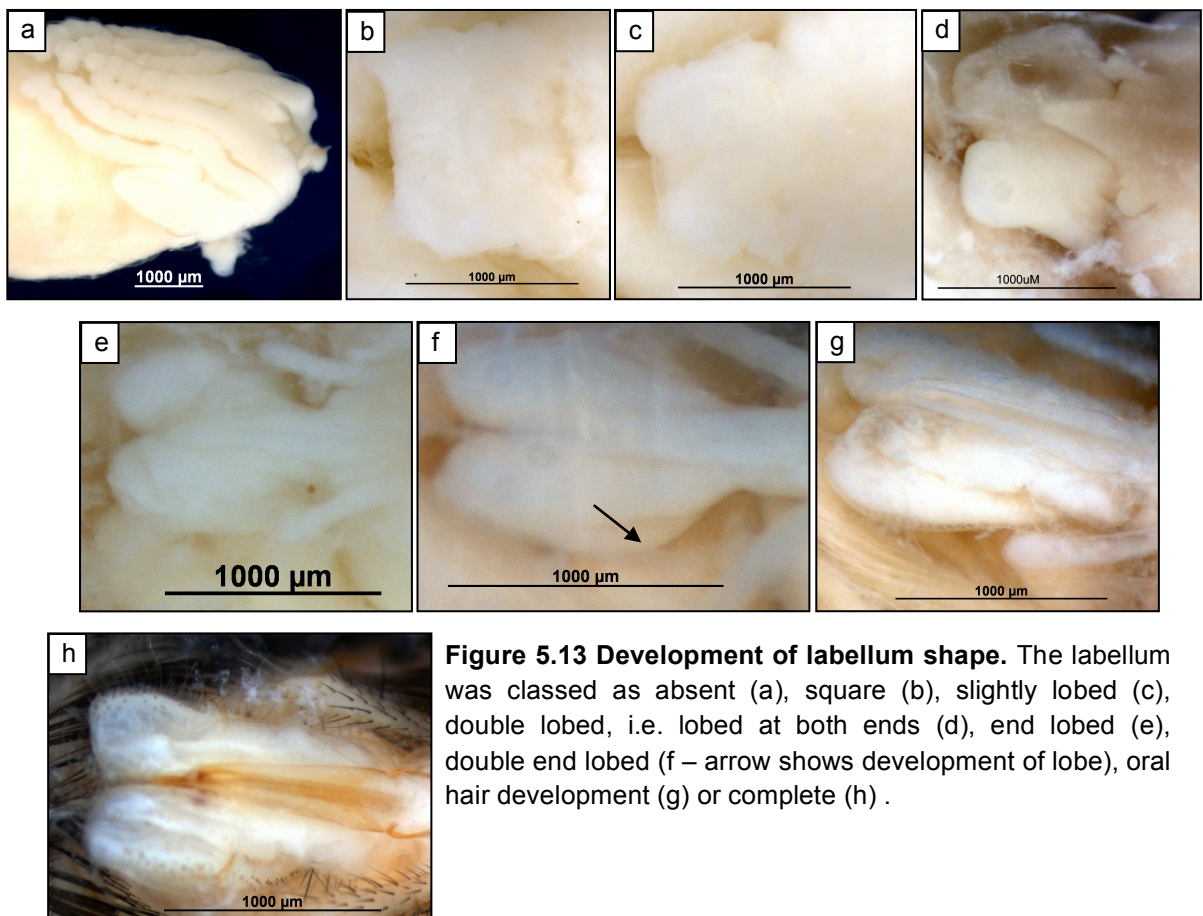 a
b
c
d
1000 µm
1000 µm
1000 µm
1000uM
e
f
g
1000 µm
1000 µm
1000 µm
h
1000 µm
Figure 5.13 Development of labellum shape. The labellum
was classed as absent (a), square (b), slightly lobed (c),
double lobed, i.e. lobed at both ends (d), end lobed (e),
double end lobed (f – arrow shows development of lobe), oral
hair development (g) or complete (h) .